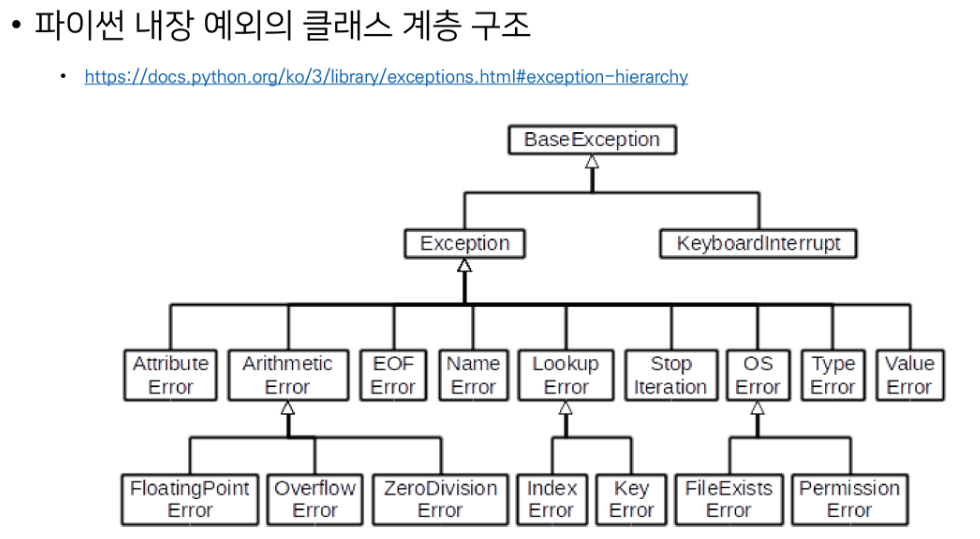 • 파이썬 내장 예외의 클래스 계층 구조
• https://docs.python.org/ko/3/library/exceptions.html#exception-hierarchy
BaseException
Exception
KeyboardInterrupt
Attribute
Error
Arithmetic
Error
EOF
Error
Name
Error
Lookup
Error
Stop
Iteration
OS
Error
Type
Error
Value
Error
FloatingPoint
Error
Overflow
Error
ZeroDivision
Error
Index
Error
Key
Error
FileExists
Error
Permission
Error